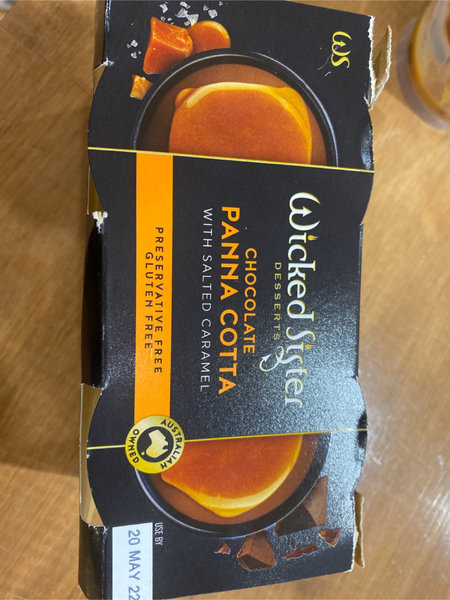 WS
Wicked Sister
DESSERTS
CHOCOLATE
PANNA COTTA
WITH SALTED CARAMEL
PRESERVATIVE FREE
GLUTEN FREE
AUSTRALIAN
OWNED
USE BY
20 MAY 22